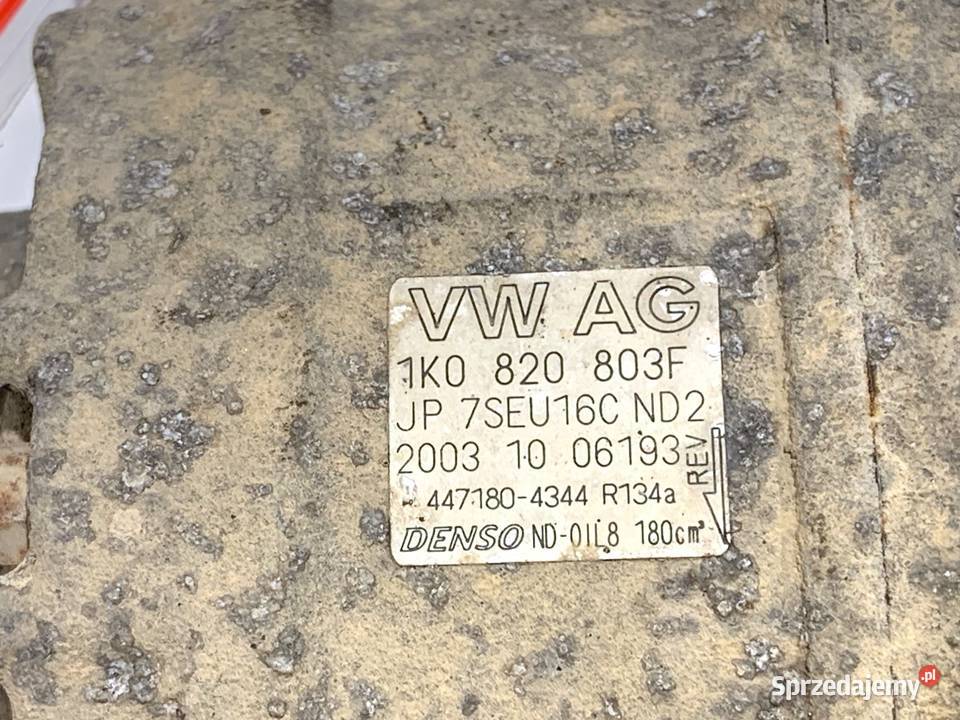 VW AG
1K0 820 803F
JP 7SEU16C ND2
2003 10 06193
REV
447180-4344 R134a
DENSO ND-OIL8 180cm³
Sprzedajemy.pl